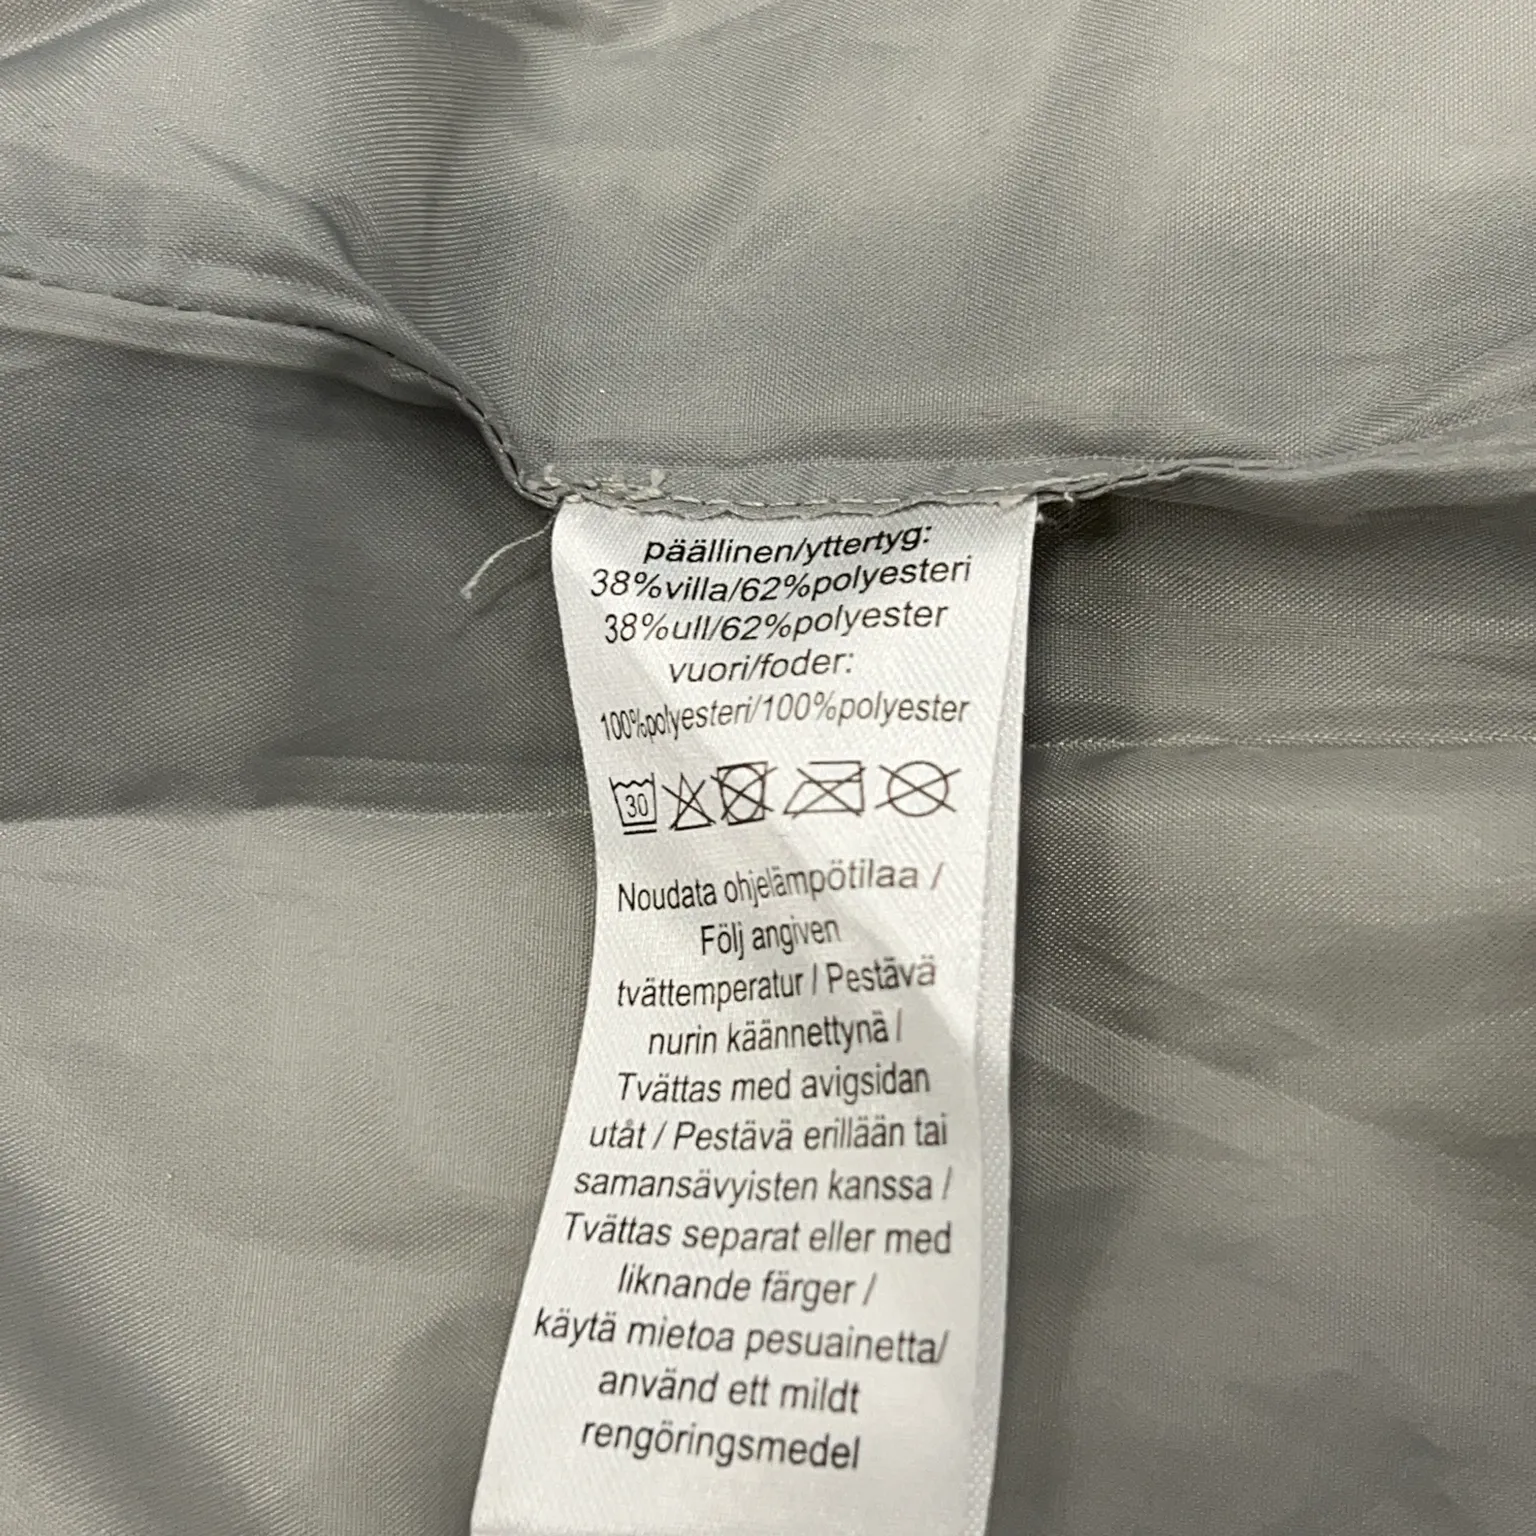 päällinen/yttertyg:
38%villa/62%polyesteri
38%ull/62%polyester
vuori/foder:
100%polyesteri/100%polyester
30
Noudata ohjelämpötilaa /
Följ angiven
tvättemperatur / Pestävä
nurin käännettynä /
Tvättas med avigsidan
utåt / Pestävä erillään tai
samansävyisten kanssa /
Tvättas separat eller med
liknande färger /
käytä mietoa pesuainetta/
använd ett mildt
rengöringsmedel